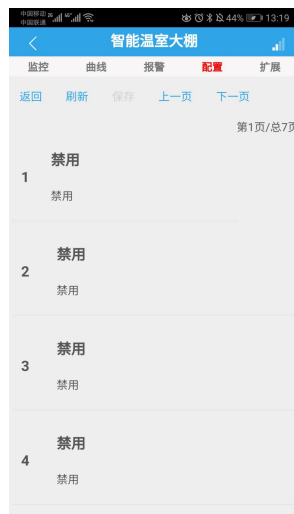 中国移动 2G 46+ 44% 13:19
中国联通
智能温室大棚
监控 曲线 报警 配置 扩展
返回 刷新 保存 上一页 下一页
第1页/总7页
禁用
1
禁用
禁用
2
禁用
禁用
3
禁用
禁用
4
禁用